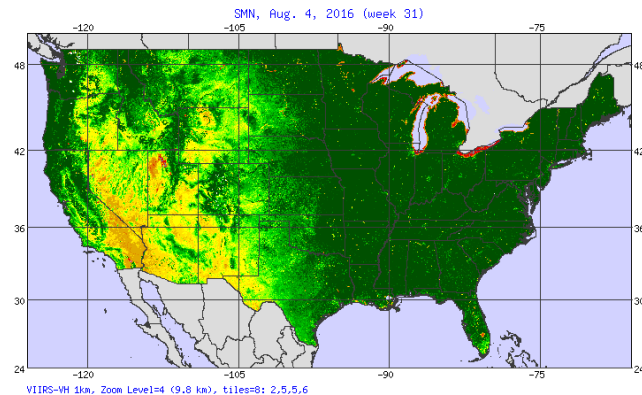 SMN, Aug. 4, 2016 (week 31)
-120 -105 -90 -75
48 48
42 42
36 36
30 30
24 24
-120 -105 -90 -75
VIIRS-VH 1km, Zoom Level=4 (9.8 km), tiles=8: 2,5,5,6